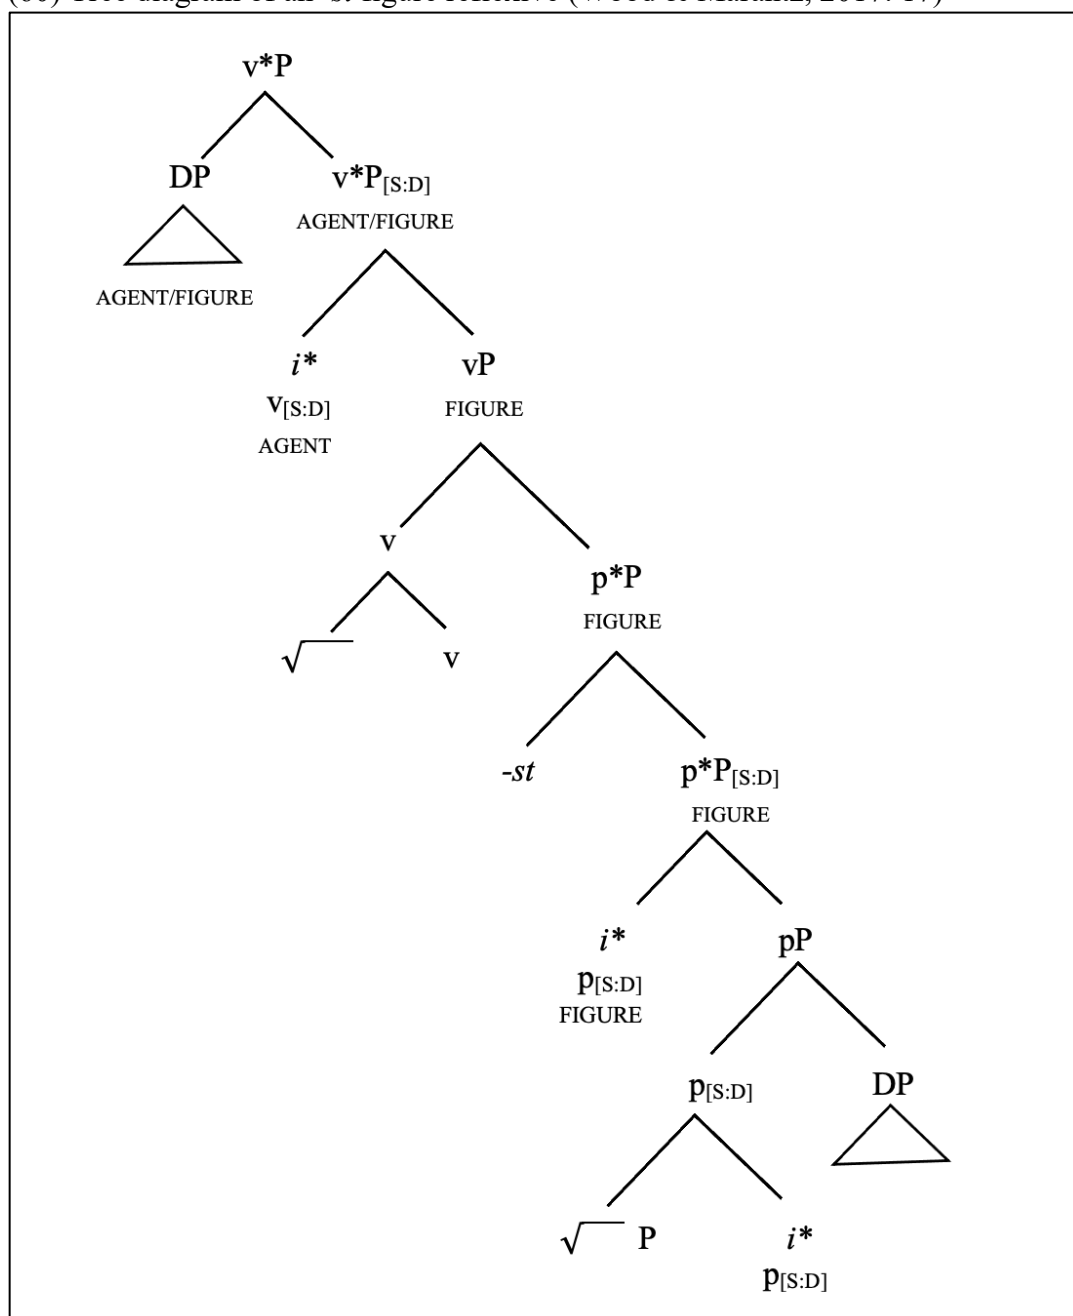 (60) Tree diagram of an -st figure reflexive (Wood & Marantz, 2017: 17)
v*P
DP v*P[S:D]
AGENT/FIGURE
AGENT/FIGURE
i* vP
v[S:D] FIGURE
AGENT
v
p*P
FIGURE
√ v
-st p*P[S:D]
FIGURE
i* pP
p[S:D]
FIGURE
p[S:D] DP
√ P i*
p[S:D]